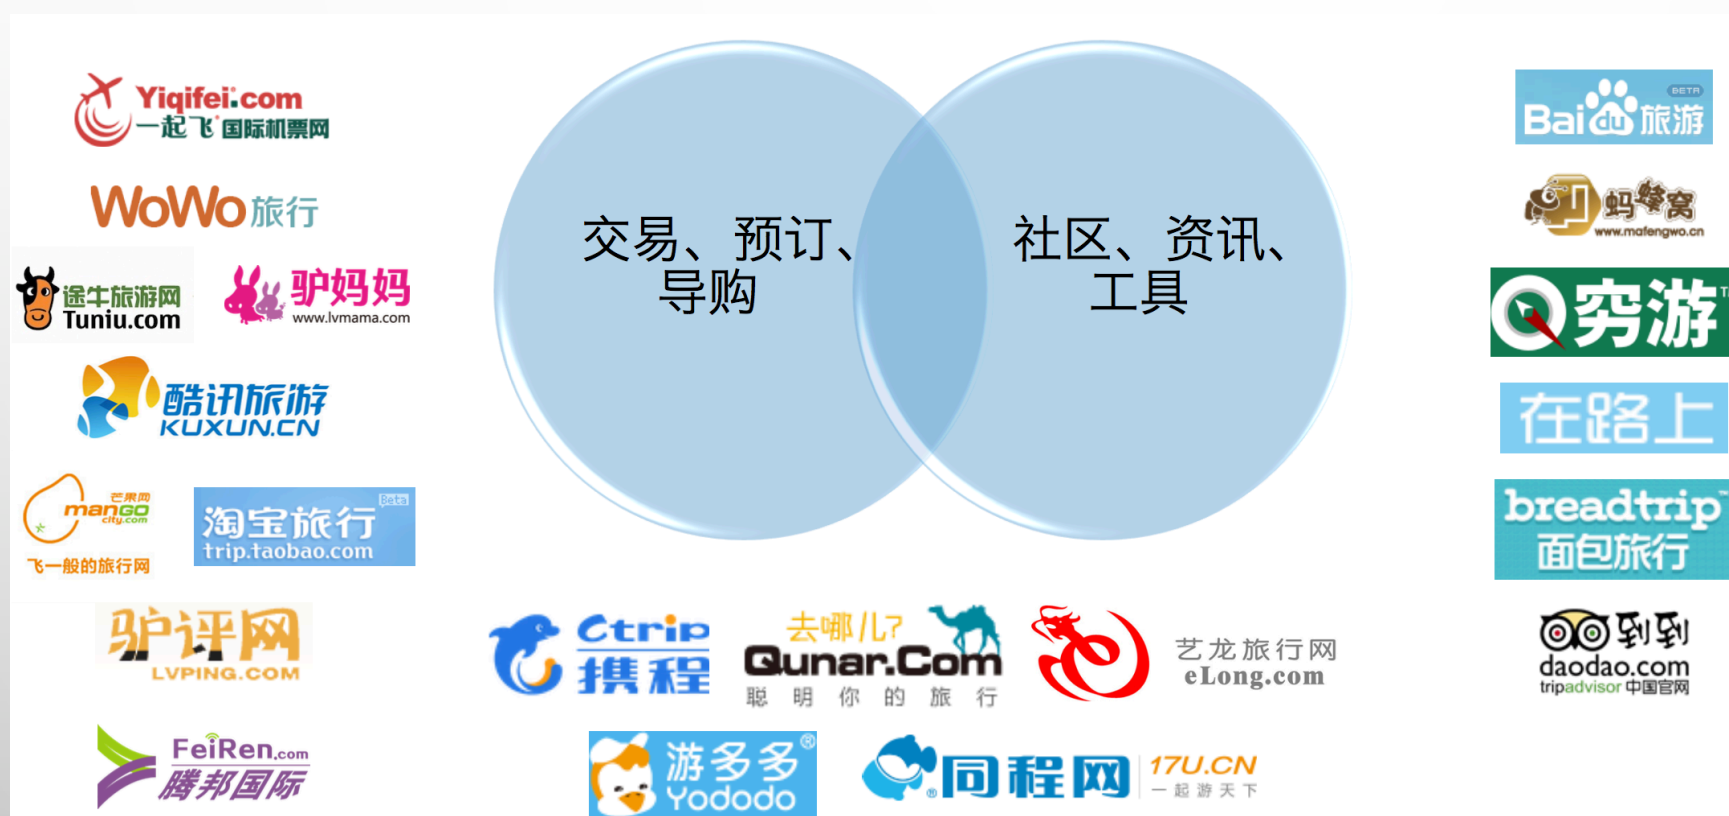 Yiqifei.com
一起飞国际机票网
WoWo旅行
途牛旅游网
Tuniu.com
驴妈妈
www.lvmama.com
酷讯旅游
KUXUN.CN
芒果网
mango
city.com
飞一般的旅行网
Beta
淘宝旅行
trip.taobao.com
驴评网
LVPING.COM
FeiRen.com
腾邦国际
交易、预订、
导购
社区、资讯、
工具
Ctrip
携程
去哪儿?
Qunar.Com
聪明你的旅行
艺龙旅行网
eLong.com
游多多®
Yododo
同程网®
17U.CN
一起游天下
BETA
Baidu旅游
蚂蜂窝
www.mafengwo.cn
穷游
在路上
breadtrip
面包旅行
到到
daodao.com
tripadvisor 中国官网